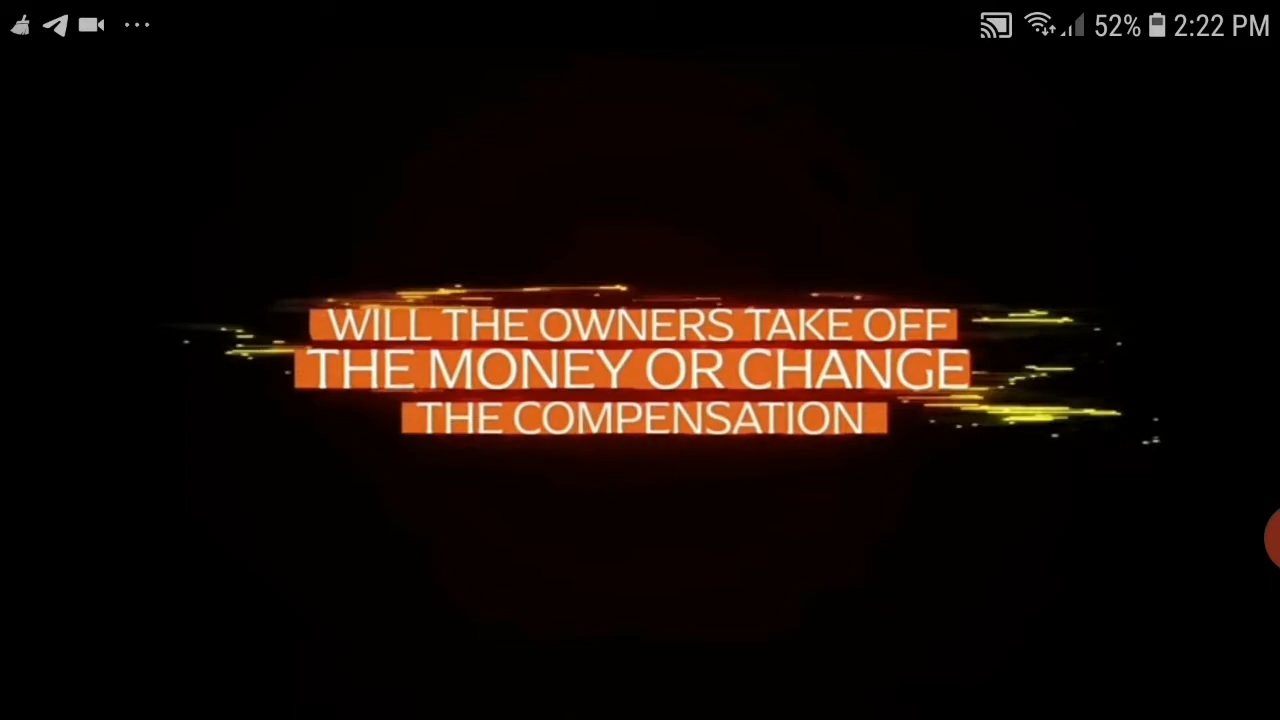 52% 2:22 PM
WILL THE OWNERS TAKE OFF
THE MONEY OR CHANGE
THE COMPENSATION